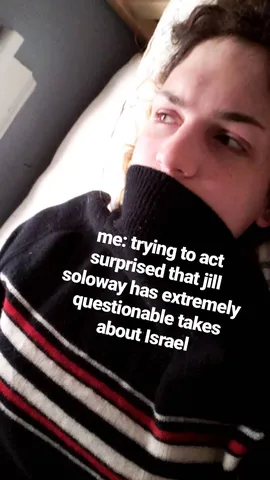 me: trying to act
surprised that jill
soloway has extremely
questionable takes
about Israel